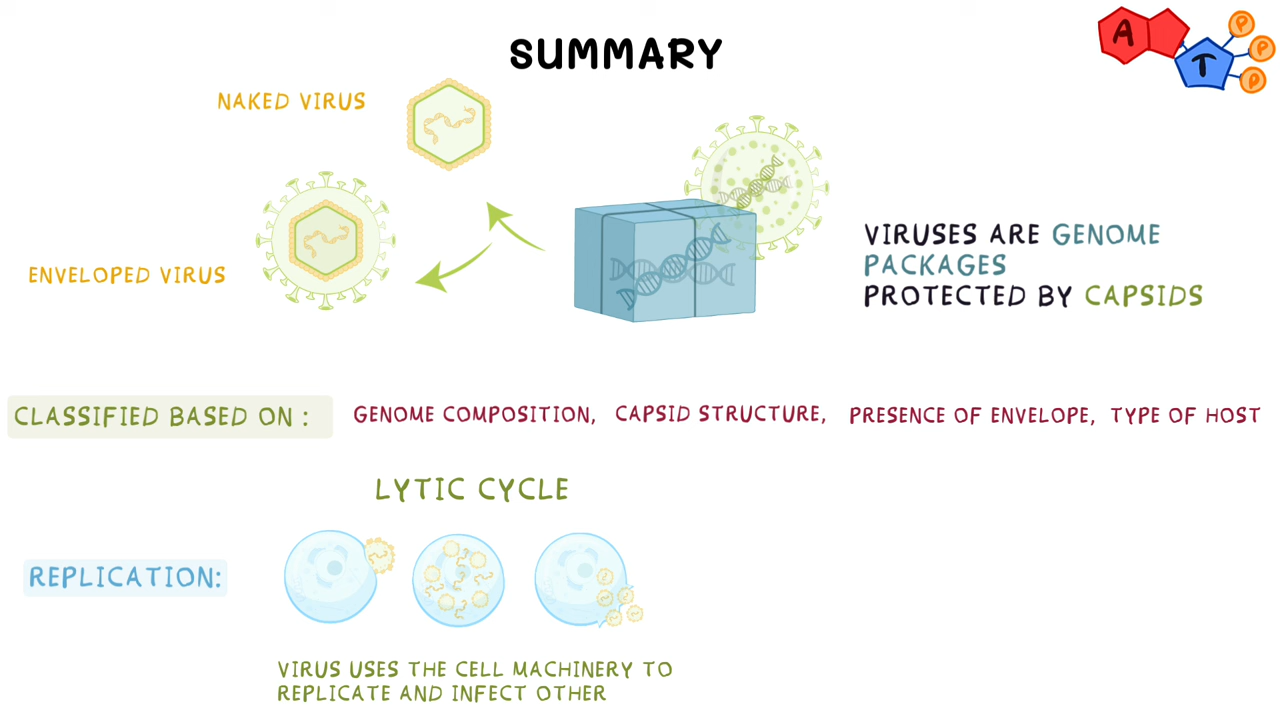 SUMMARY
A T P P P
NAKED VIRUS
ENVELOPED VIRUS
VIRUSES ARE GENOME
PACKAGES
PROTECTED BY CAPSIDS
CLASSIFIED BASED ON : GENOME COMPOSITION, CAPSID STRUCTURE, PRESENCE OF ENVELOPE, TYPE OF HOST
LYTIC CYCLE
REPLICATION:
VIRUS USES THE CELL MACHINERY TO
REPLICATE AND INFECT OTHER